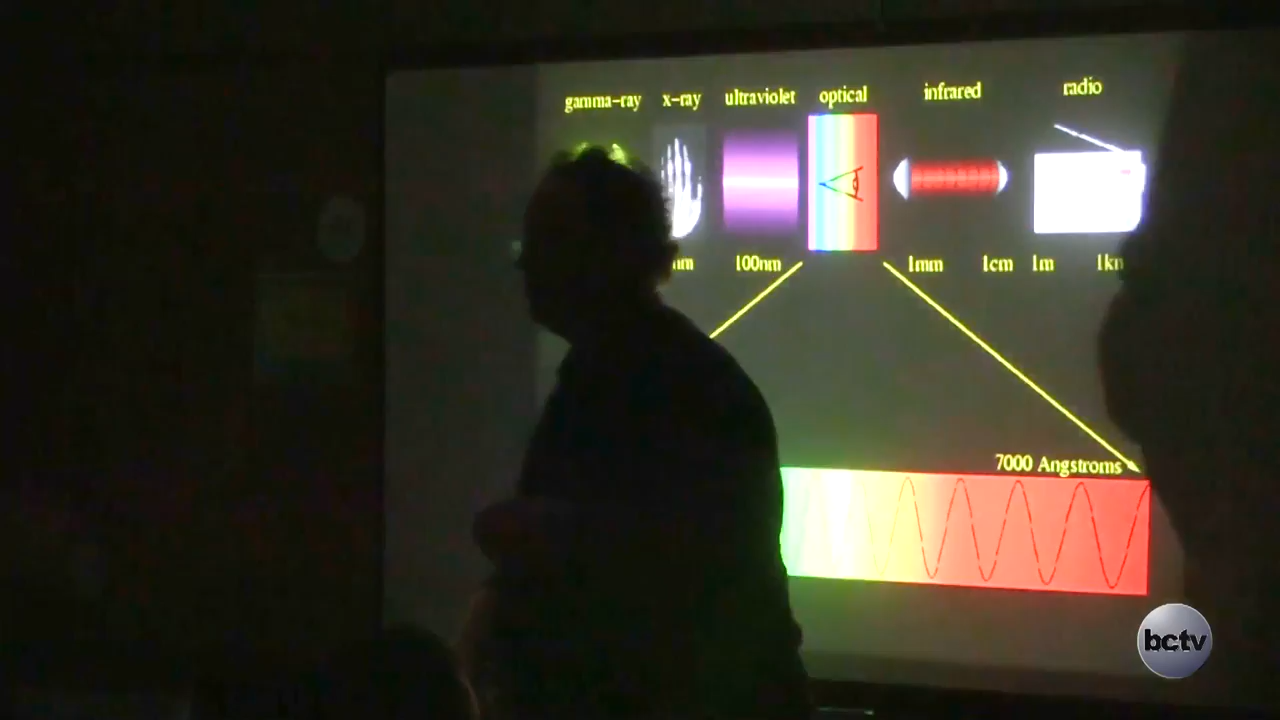 gamma-ray x-ray ultraviolet optical infrared radio
100nm 1mm 1cm 1m
7000 Angstroms
bctv